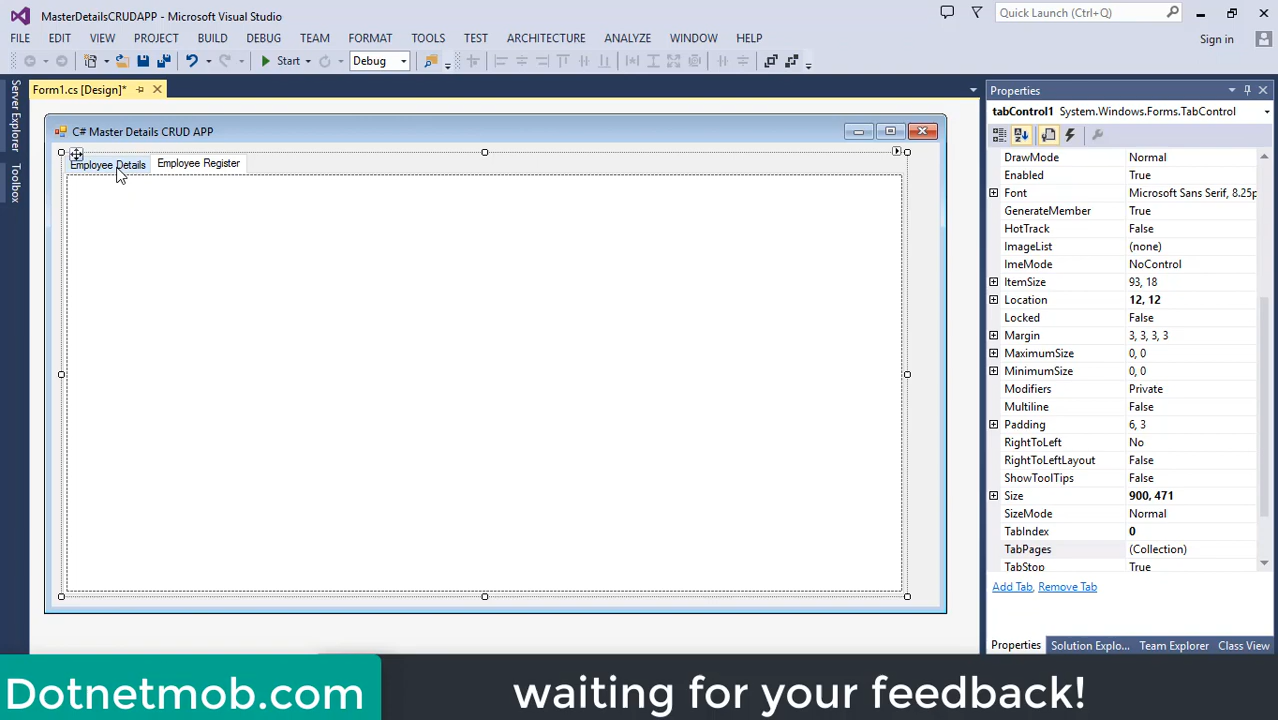 MasterDetailsCRUDAPP - Microsoft Visual Studio
Quick Launch (Ctrl+Q)
FILE EDIT VIEW PROJECT BUILD DEBUG TEAM FORMAT TOOLS TEST ARCHITECTURE ANALYZE WINDOW HELP
Sign in
Start Debug
Server Explorer
Toolbox
Form1.cs [Design]*
C# Master Details CRUD APP
Employee Details Employee Register
Properties
tabControl1 System.Windows.Forms.TabControl
DrawMode Normal
Enabled True
Font Microsoft Sans Serif, 8.25p
GenerateMember True
HotTrack False
ImageList (none)
ImeMode NoControl
ItemSize 93, 18
Location 12, 12
Locked False
Margin 3, 3, 3, 3
MaximumSize 0, 0
MinimumSize 0, 0
Modifiers Private
Multiline False
Padding 6, 3
RightToLeft No
RightToLeftLayout False
ShowToolTips False
Size 900, 471
SizeMode Normal
TabIndex 0
TabPages (Collection)
TabStop True
Add Tab, Remove Tab
Properties Solution Explo... Team Explorer Class View
Dotnetmob.com
waiting for your feedback!